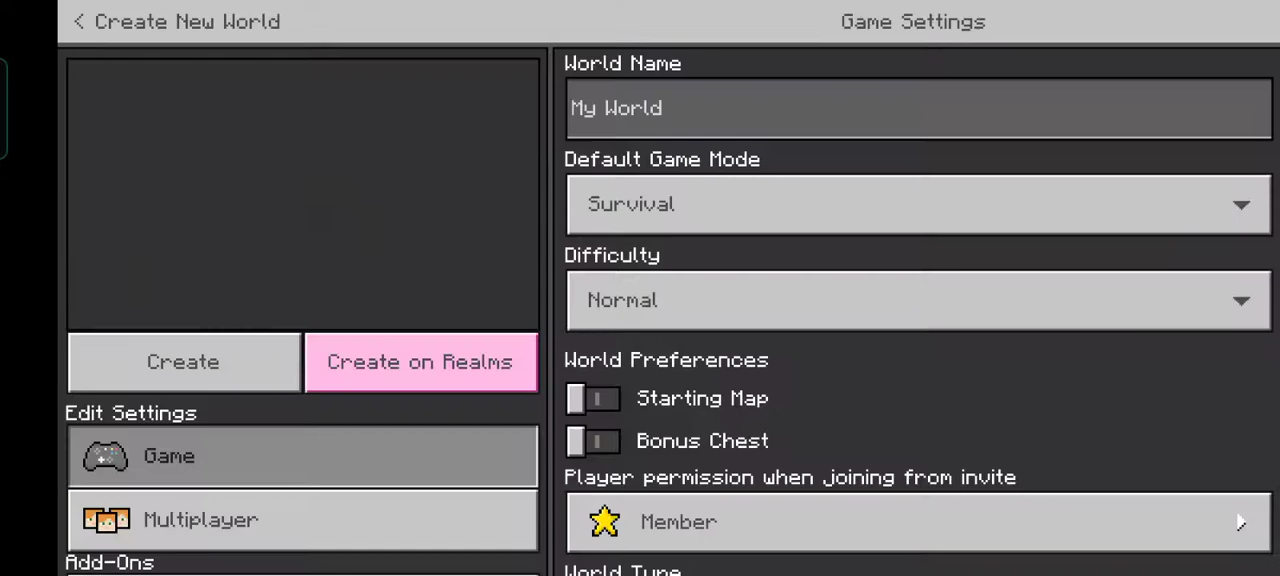 Create New World
Game Settings
World Name
My World
Default Game Mode
Survival
Difficulty
Normal
Create
Create on Realms
World Preferences
Starting Map
Bonus Chest
Edit Settings
Game
Multiplayer
Player permission when joining from invite
Member
Add-Ons
World Type